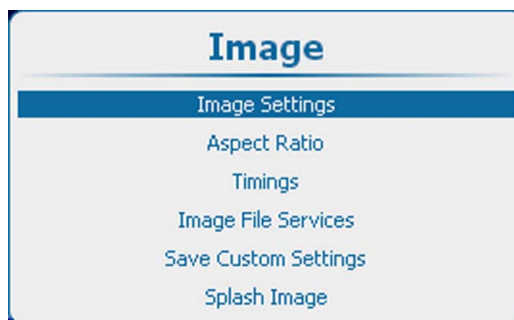 Image
Image Settings
Aspect Ratio
Timings
Image File Services
Save Custom Settings
Splash Image